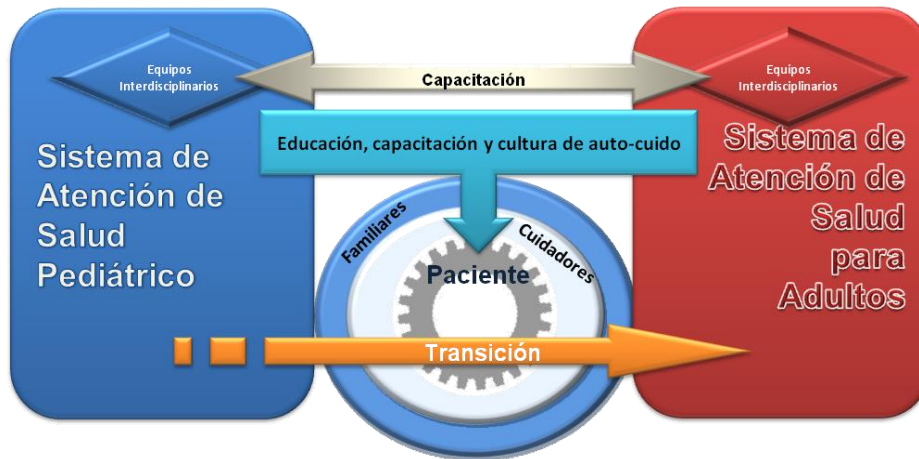 Equipos
Interdisciplinarios
Capacitación
Equipos
Interdisciplinarios
Educación, capacitación y cultura de auto-cuido
Sistema de
Atención de
Salud
Pediátrico
Sistema de
Atención de
Salud
para
Adultos
Familiares
Cuidadores
Paciente
Transición